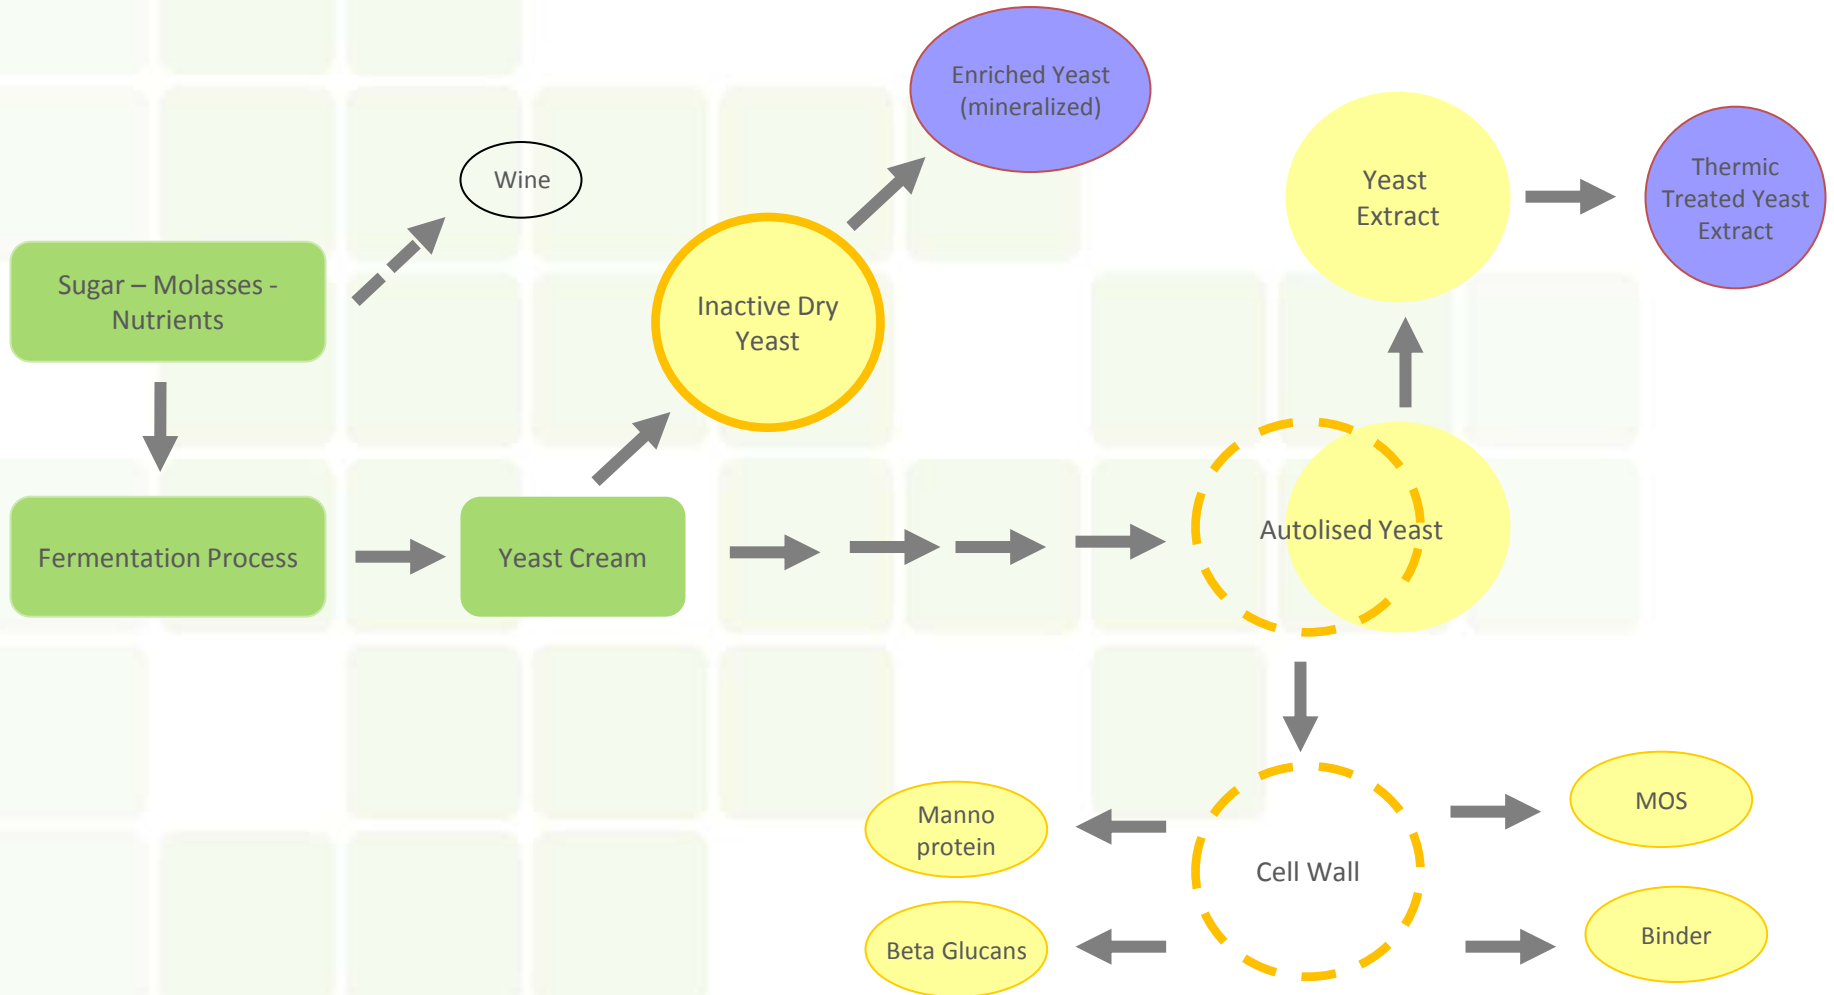 Enriched Yeast
(mineralized)
Wine
Yeast
Extract
Thermic
Treated Yeast
Extract
Sugar – Molasses -
Nutrients
Inactive Dry
Yeast
Fermentation Process
Yeast Cream
Autolised Yeast
Manno
protein
MOS
Cell Wall
Beta Glucans
Binder